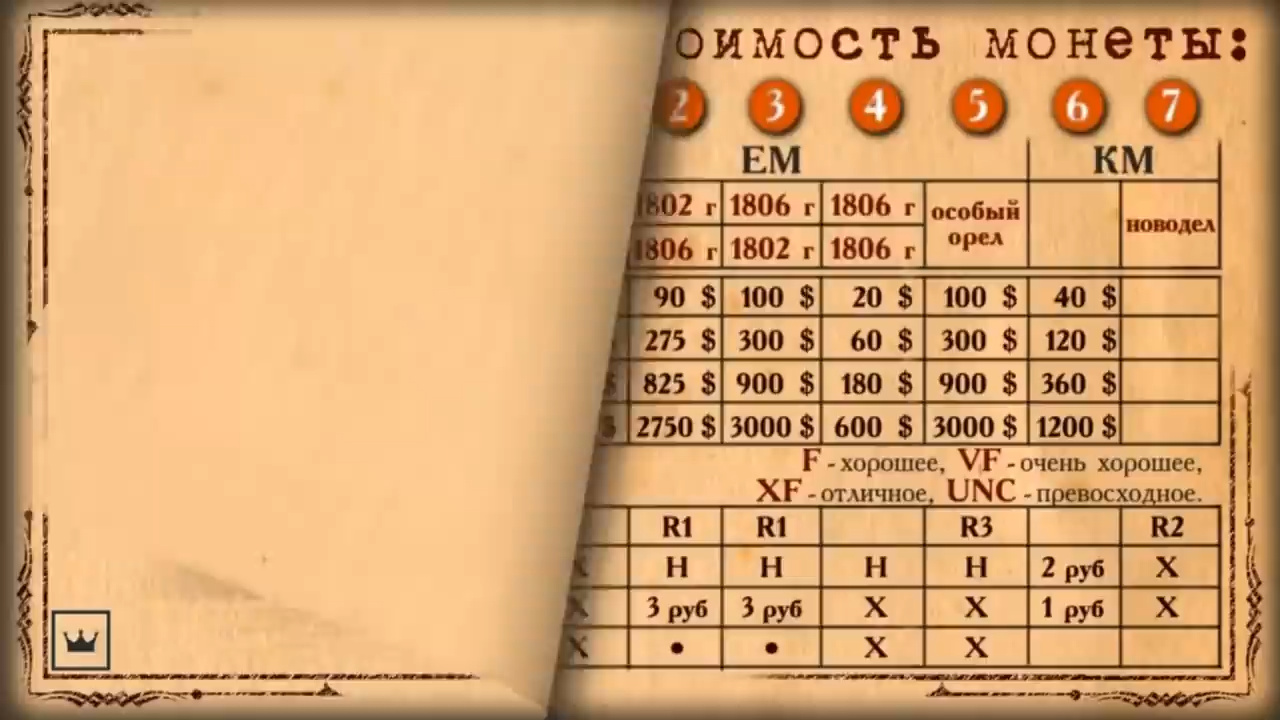 оимость монеты:
2 3 4 5 6 7
ЕМ КМ
1802 г 1806 г 1806 г особый орел новодел
1806 г 1802 г 1806 г
90 $ 100 $ 20 $ 100 $ 40 $
275 $ 300 $ 60 $ 300 $ 120 $
$ 825 $ 900 $ 180 $ 900 $ 360 $
$ 2750 $ 3000 $ 600 $ 3000 $ 1200 $
F - хорошее, VF - очень хорошее,
XF - отличное, UNC - превосходное.
R1 R1 R3 R2
Х Н Н Н Н 2 руб Х
Х 3 руб 3 руб Х Х 1 руб Х
Х • • Х Х